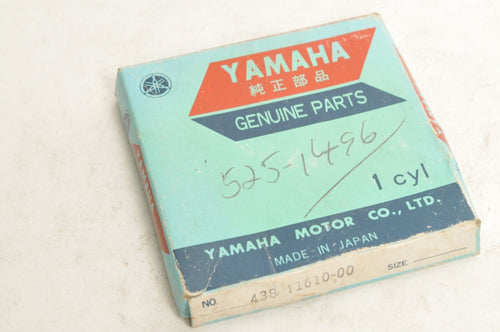 YAMAHA
純正部品
GENUINE PARTS
525-1496
1 cyl
YAMAHA MOTOR CO., LTD.
MADE-IN-JAPAN
NO. 438 11610-00 SIZE